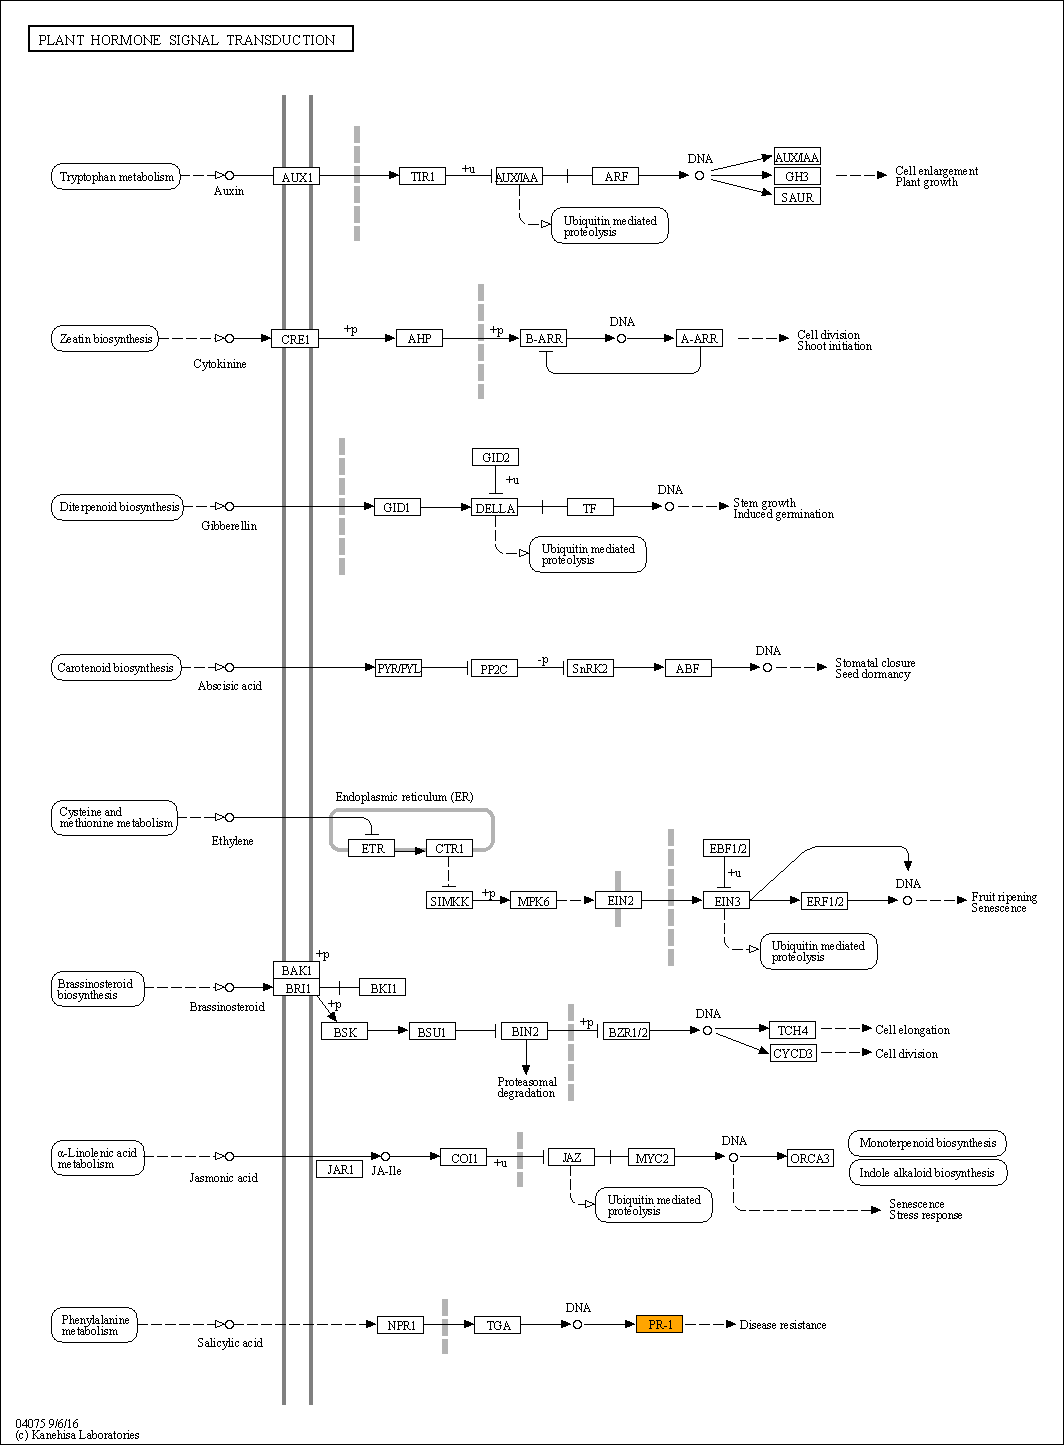 PLANT HORMONE SIGNAL TRANSDUCTION
Tryptophan metabolism
Auxin
AUX1
TIR1
+u
AUX/IAA
ARF
DNA
AUX/IAA
GH3
SAUR
Cell enlargement
Plant growth
Ubiquitin mediated
proteolysis
Zeatin biosynthesis
Cytokinine
CRE1
+p
AHP
+p
B-ARR
DNA
A-ARR
Cell division
Shoot initiation
GID2
+u
Diterpenoid biosynthesis
Gibberellin
GID1
DELLA
TF
DNA
Stem growth
Induced germination
Ubiquitin mediated
proteolysis
Carotenoid biosynthesis
Abscisic acid
PYR/PYL
PP2C
-p
SnRK2
ABF
DNA
Stomatal closure
Seed dormancy
Endoplasmic reticulum (ER)
Cysteine and
methionine metabolism
Ethylene
ETR
CTR1
EBF1/2
+u
SIMKK
+p
MPK6
EIN2
EIN3
ERF1/2
DNA
Fruit ripening
Senescence
Ubiquitin mediated
proteolysis
Brassinosteroid
biosynthesis
Brassinosteroid
BAK1
+p
BRI1
BKI1
+p
BSK
BSU1
BIN2
+p
BZR1/2
DNA
TCH4
Cell elongation
CYCD3
Cell division
Proteasomal
degradation
α-Linolenic acid
metabolism
Jasmonic acid
JAR1
JA-Ile
COI1
+u
JAZ
MYC2
DNA
ORCA3
Monoterpenoid biosynthesis
Indole alkaloid biosynthesis
Ubiquitin mediated
proteolysis
Senescence
Stress response
Phenylalanine
metabolism
Salicylic acid
NPR1
TGA
DNA
PR-1
Disease resistance
04075 9/6/16
(c) Kanehisa Laboratories